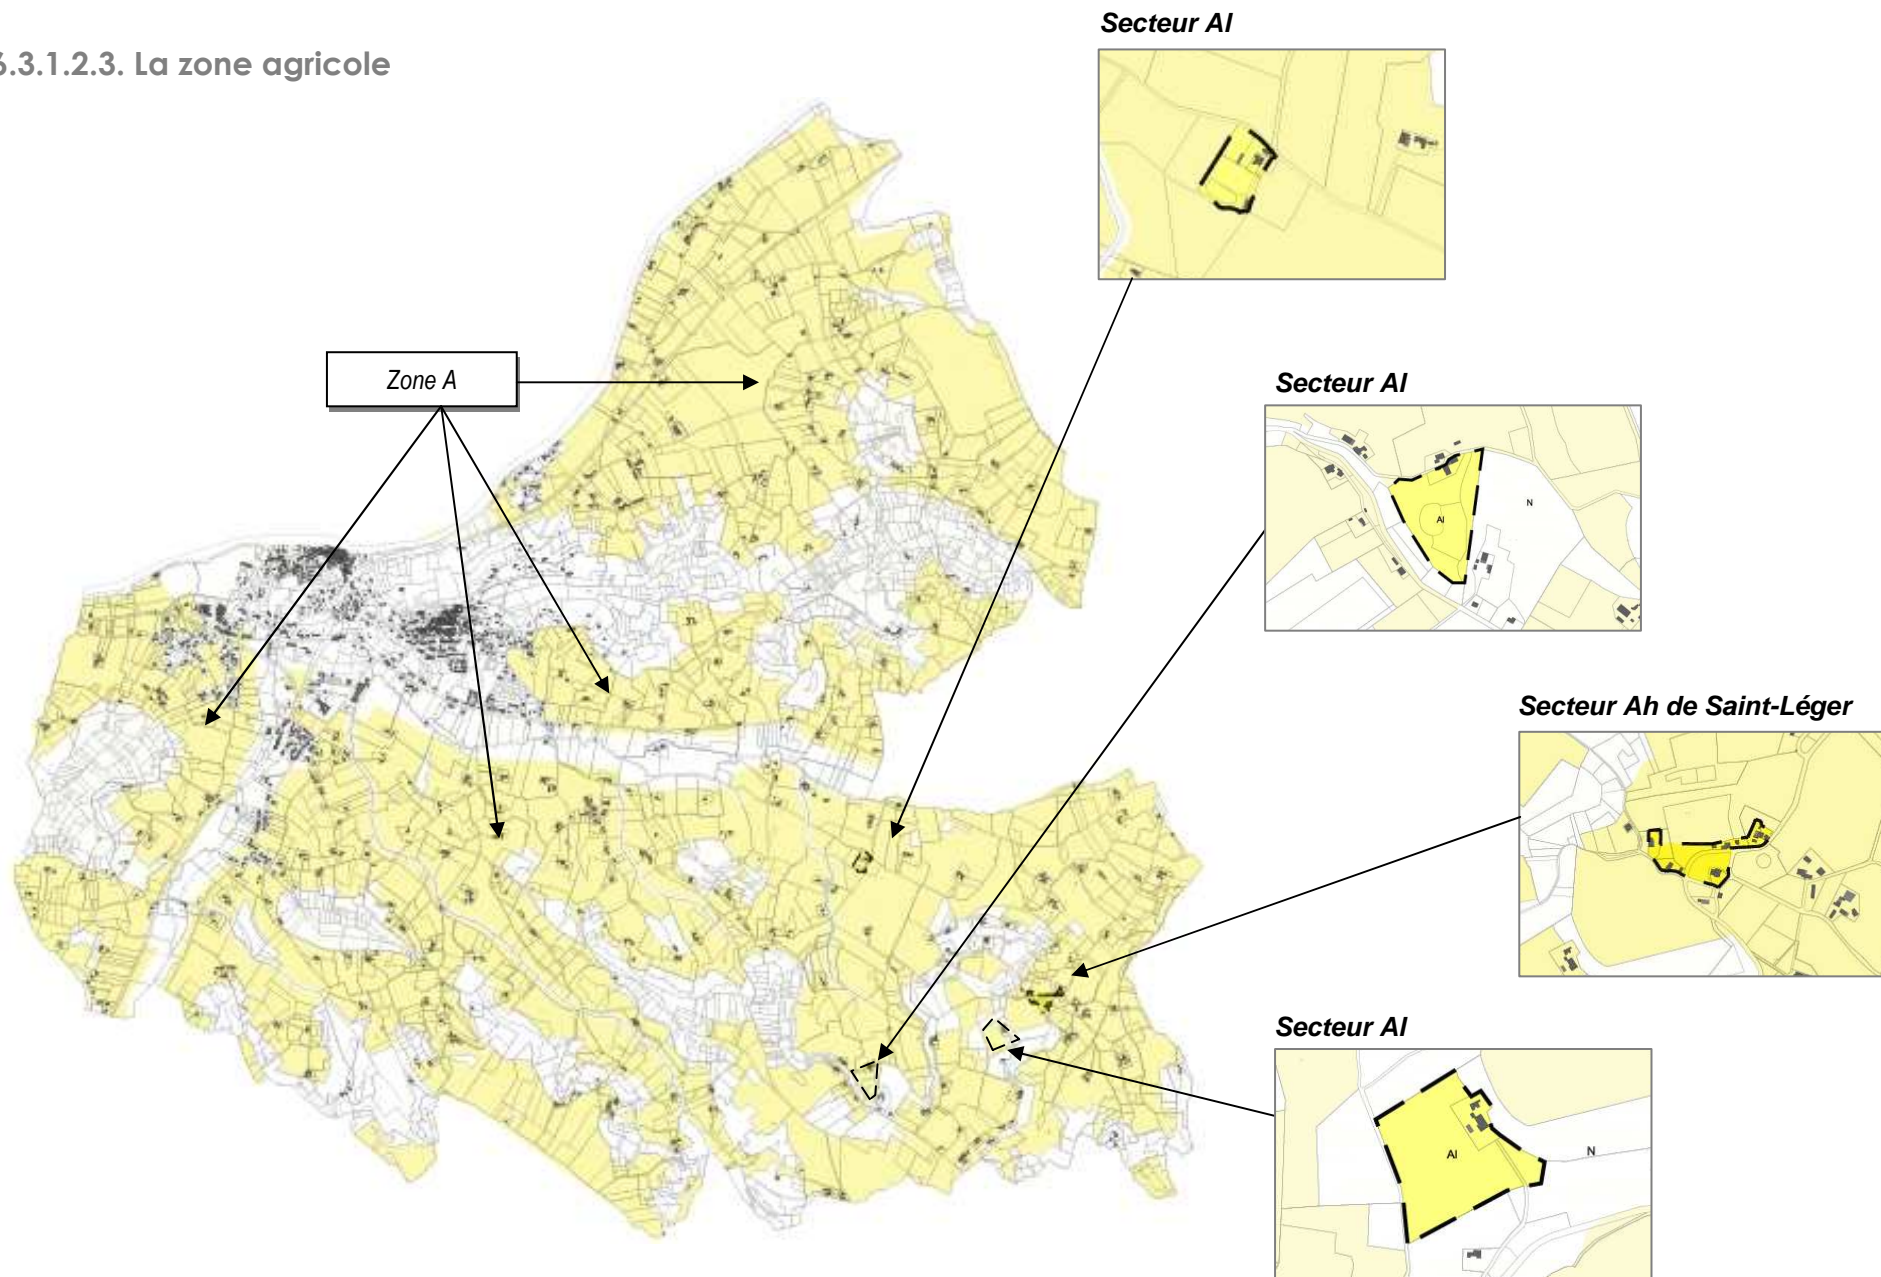 6.3.1.2.3. La zone agricole
Secteur Al
Zone A
Secteur Al
N
Al
Secteur Ah de Saint-Léger
Secteur Al
Al
N